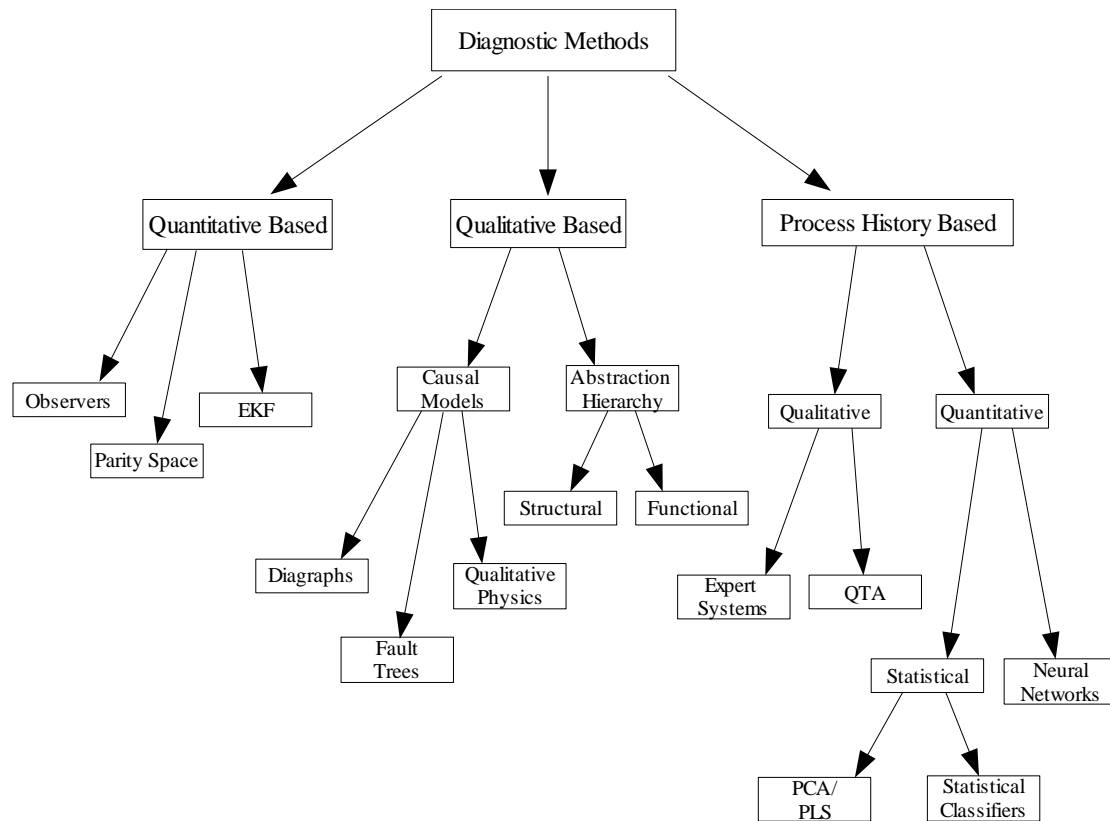 Diagnostic Methods
Quantitative Based
Qualitative Based
Process History Based
Observers
EKF
Parity Space
Causal
Models
Abstraction
Hierarchy
Qualitative
Quantitative
Structural
Functional
Diagraphs
Qualitative
Physics
Fault
Trees
Expert
Systems
QTA
Statistical
Neural
Networks
PCA/
PLS
Statistical
Classifiers